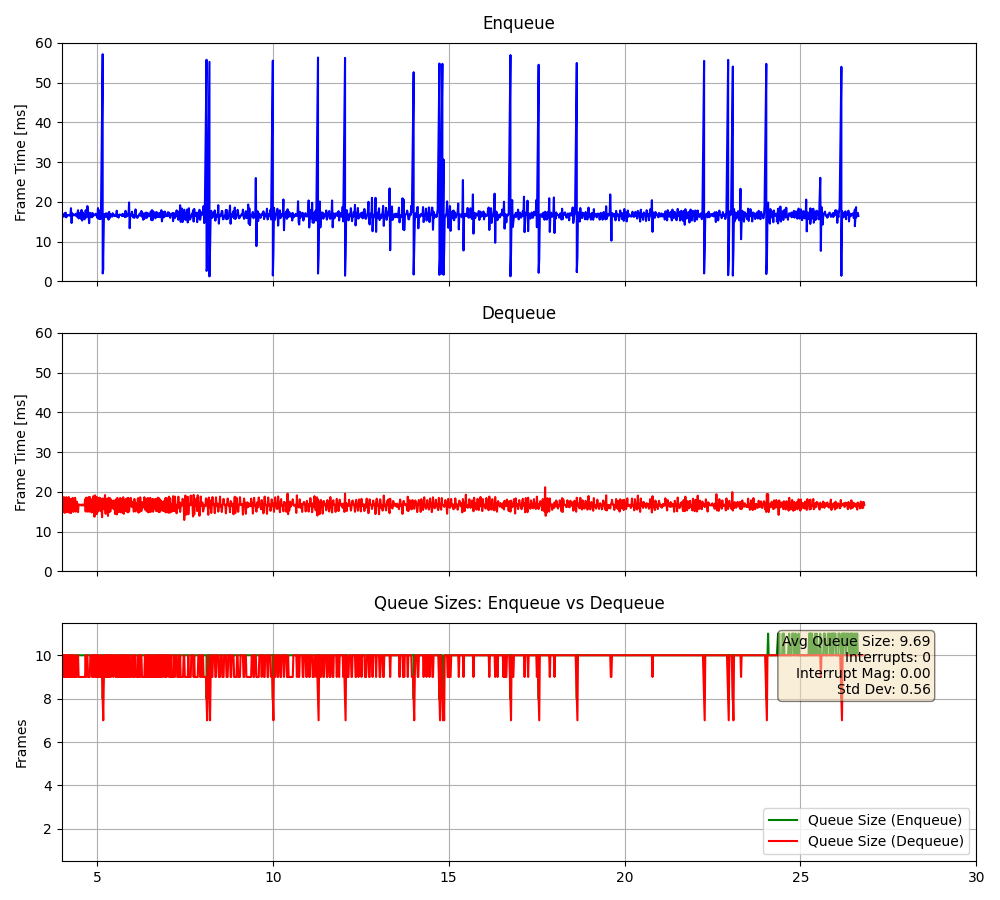 Enqueue
60
50
40
30
20
10
0
Frame Time [ms]
Dequeue
60
50
40
30
20
10
0
Frame Time [ms]
Queue Sizes: Enqueue vs Dequeue
10
8
6
4
2
Frames
Avg Queue Size: 9.69
Interrupts: 0
Interrupt Mag: 0.00
Std Dev: 0.56
Queue Size (Enqueue)
Queue Size (Dequeue)
5 10 15 20 25 30